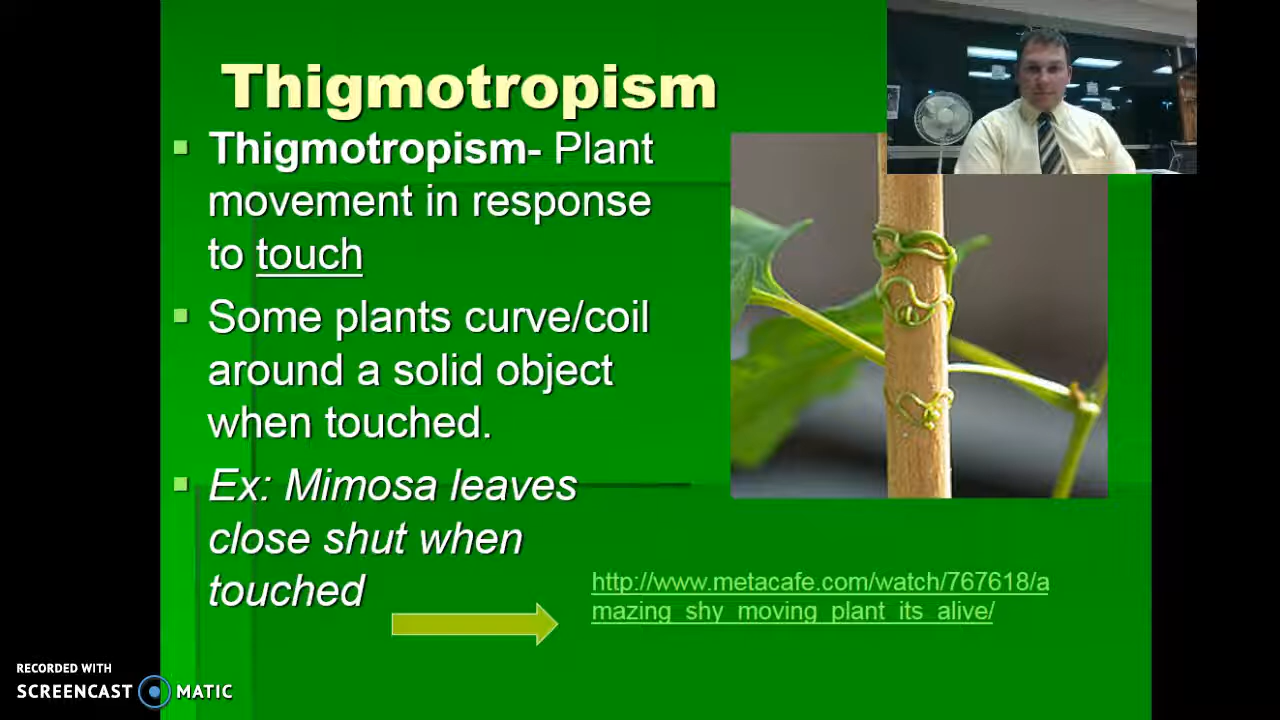 Thigmotropism
Thigmotropism- Plant
movement in response
to touch
Some plants curve/coil
around a solid object
when touched.
Ex: Mimosa leaves
close shut when
touched
http://www.metacafe.com/watch/767618/a
mazing_shy_moving_plant_its_alive/
RECORDED WITH
SCREENCAST MATIC